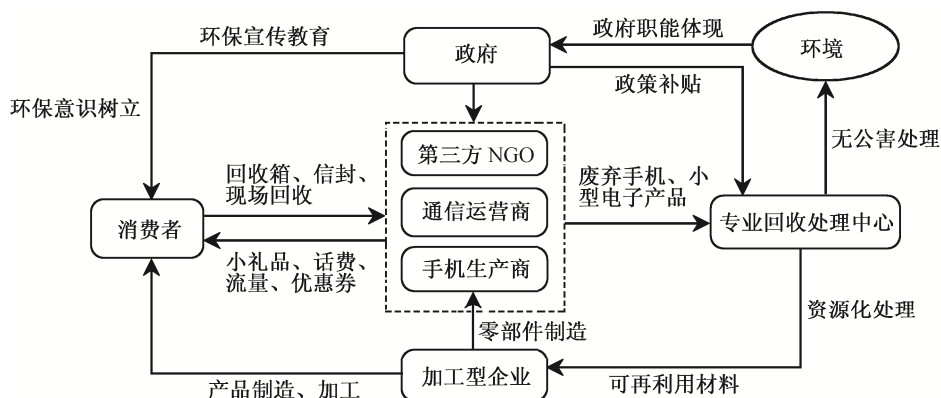 环保宣传教育
政府
政府职能体现
环境
政策补贴
环保意识树立
无公害处理
第三方 NGO
回收箱、信封、
现场回收
废弃手机、小
型电子产品
通信运营商
消费者
专业回收处理中心
小礼品、话费、
流量、优惠券
手机生产商
资源化处理
零部件制造
加工型企业
可再利用材料
产品制造、加工